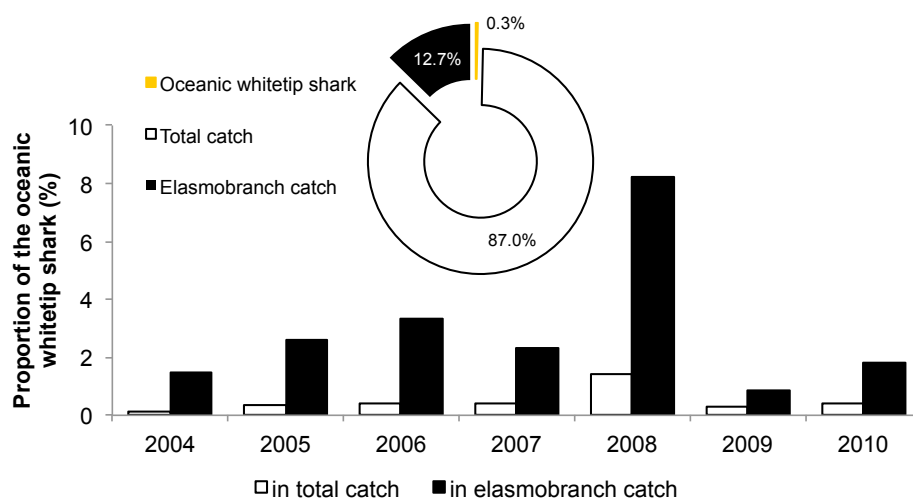 0.3%
12.7%
Oceanic whitetip shark
Total catch
Elasmobranch catch
87.0%
Proportion of the oceanic
whitetip shark (%)
10
8
6
4
2
0
2004 2005 2006 2007 2008 2009 2010
in total catch in elasmobranch catch